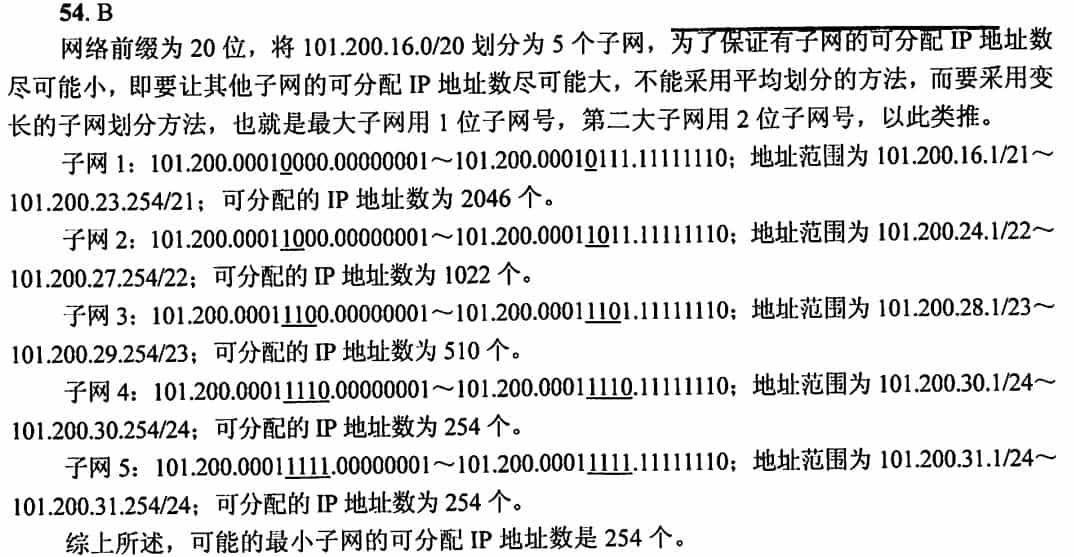 54. B
网络前缀为 20 位，将 101.200.16.0/20 划分为 5 个子网，为了保证有子网的可分配 IP 地址数
尽可能小，即要让其他子网的可分配 IP 地址数尽可能大，不能采用平均划分的方法，而要采用变
长的子网划分方法，也就是最大子网用 1 位子网号，第二大子网用 2 位子网号，以此类推。
子网 1：101.200.00010000.00000001～101.200.00010111.11111110；地址范围为 101.200.16.1/21～
101.200.23.254/21；可分配的 IP 地址数为 2046 个。
子网 2：101.200.00011000.00000001～101.200.00011011.11111110；地址范围为 101.200.24.1/22～
101.200.27.254/22；可分配的 IP 地址数为 1022 个。
子网 3：101.200.00011100.00000001～101.200.00011101.11111110；地址范围为 101.200.28.1/23～
101.200.29.254/23；可分配的 IP 地址数为 510 个。
子网 4：101.200.00011110.00000001～101.200.00011110.11111110；地址范围为 101.200.30.1/24～
101.200.30.254/24；可分配的 IP 地址数为 254 个。
子网 5：101.200.00011111.00000001～101.200.00011111.11111110；地址范围为 101.200.31.1/24～
101.200.31.254/24；可分配的 IP 地址数为 254 个。
综上所述，可能的最小子网的可分配 IP 地址数是 254 个。